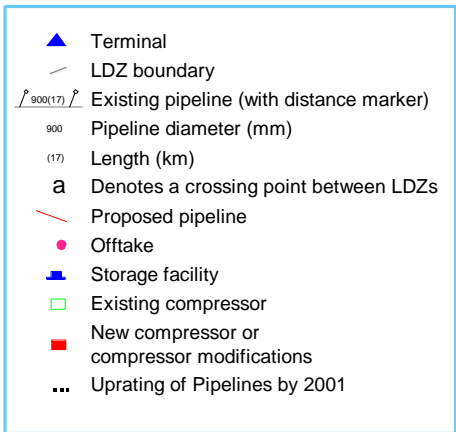 Terminal
LDZ boundary
900(17) Existing pipeline (with distance marker)
900 Pipeline diameter (mm)
(17) Length (km)
a Denotes a crossing point between LDZs
Proposed pipeline
Offtake
Storage facility
Existing compressor
New compressor or
compressor modifications
Uprating of Pipelines by 2001